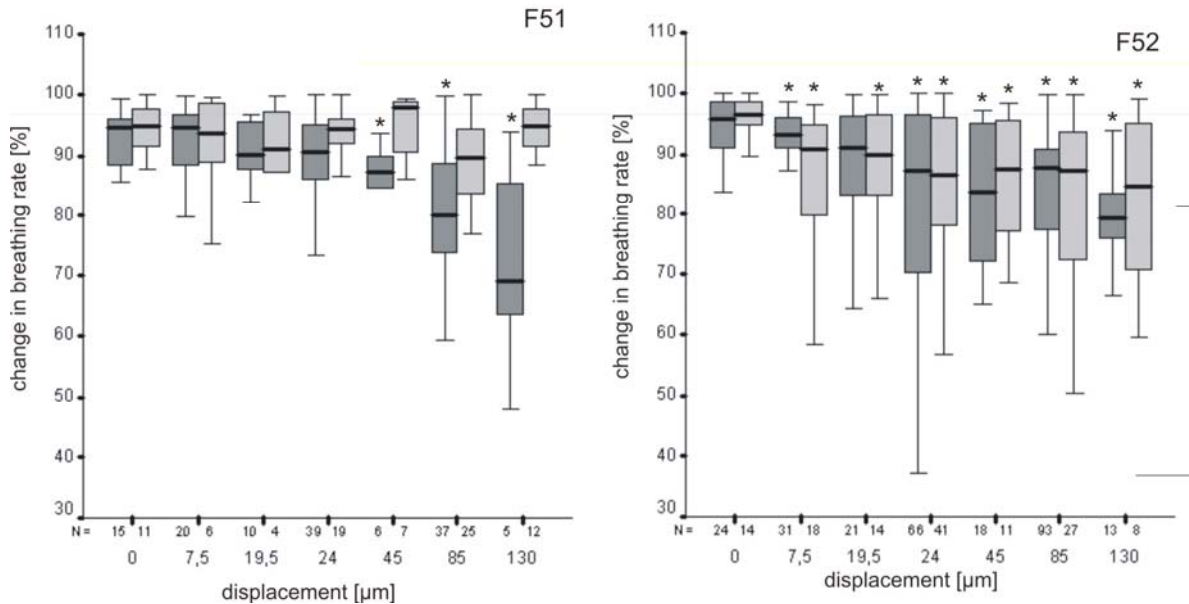 F51
change in breathing rate [%]
110
100
90
80
70
60
50
40
30
* * *
N = 15 11 20 6 10 4 39 19 6 7 37 25 5 12
0 7,5 19,5 24 45 85 130
displacement [µm]
F52
change in breathing rate [%]
110
100
90
80
70
60
50
40
30
* * * * * * * * * * *
N = 24 14 31 18 21 14 66 41 18 11 93 27 13 8
0 7,5 19,5 24 45 85 130
displacement [µm]